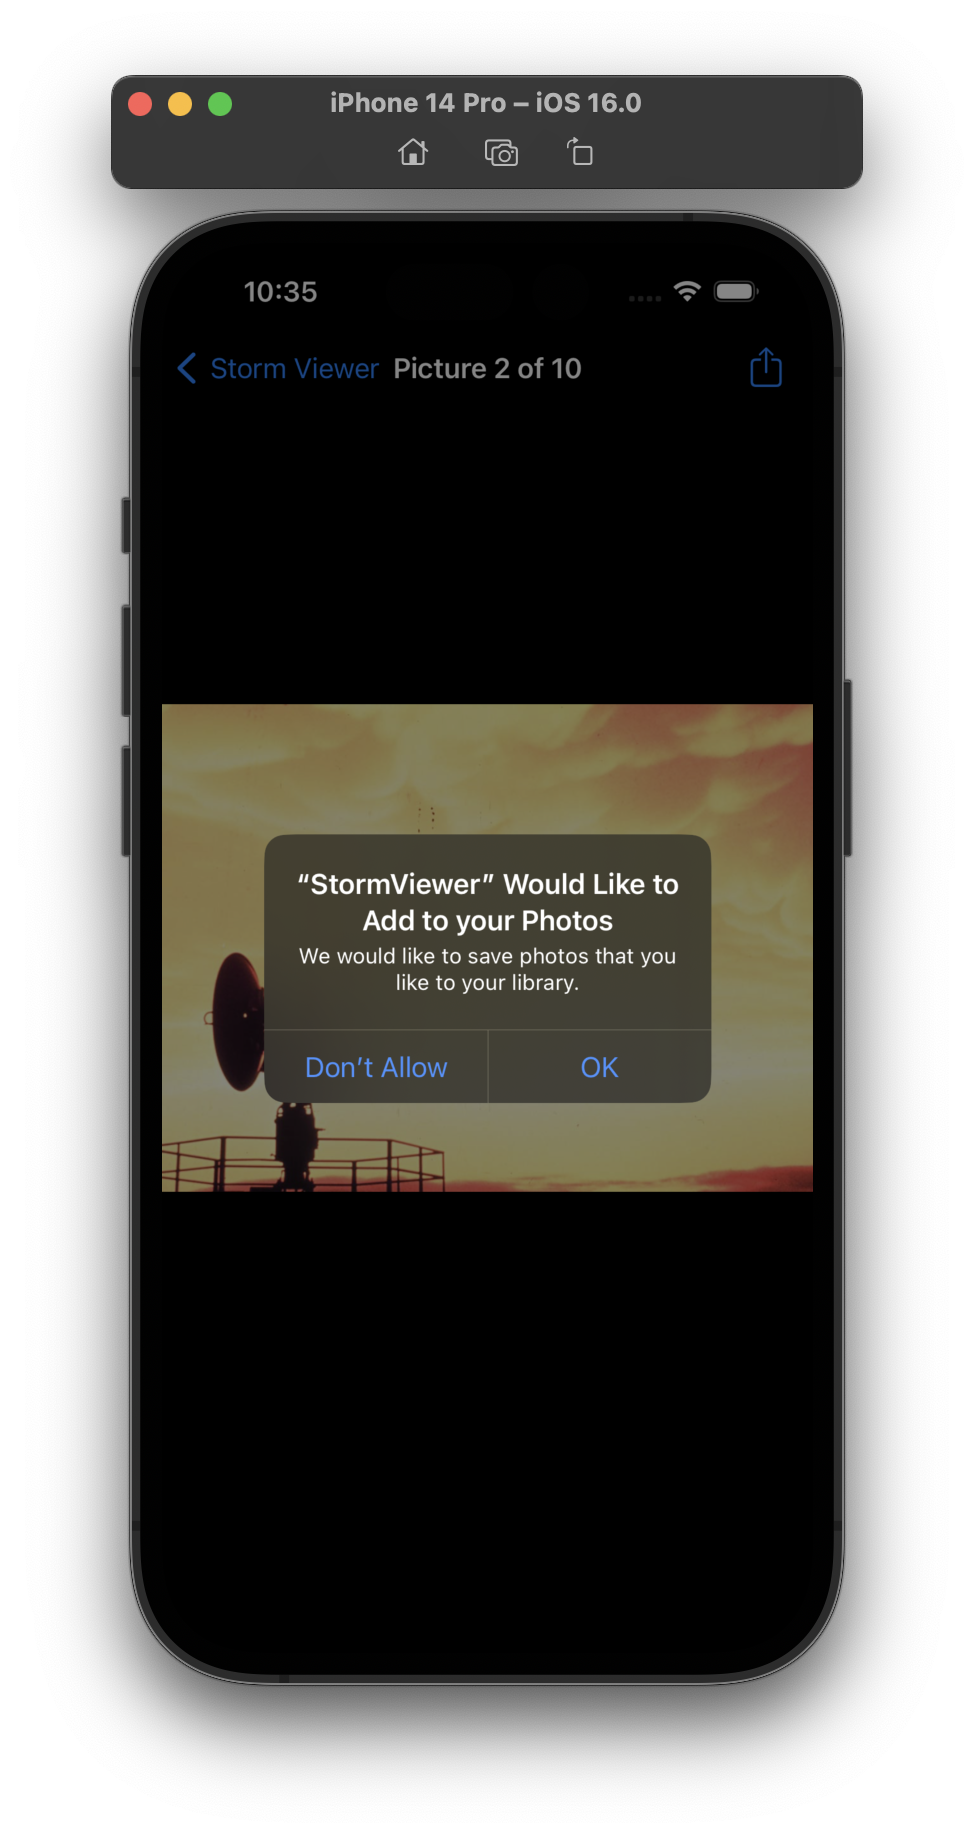 iPhone 14 Pro – iOS 16.0
10:35
Storm Viewer Picture 2 of 10
“StormViewer” Would Like to
Add to your Photos
We would like to save photos that you
like to your library.
Don’t Allow OK